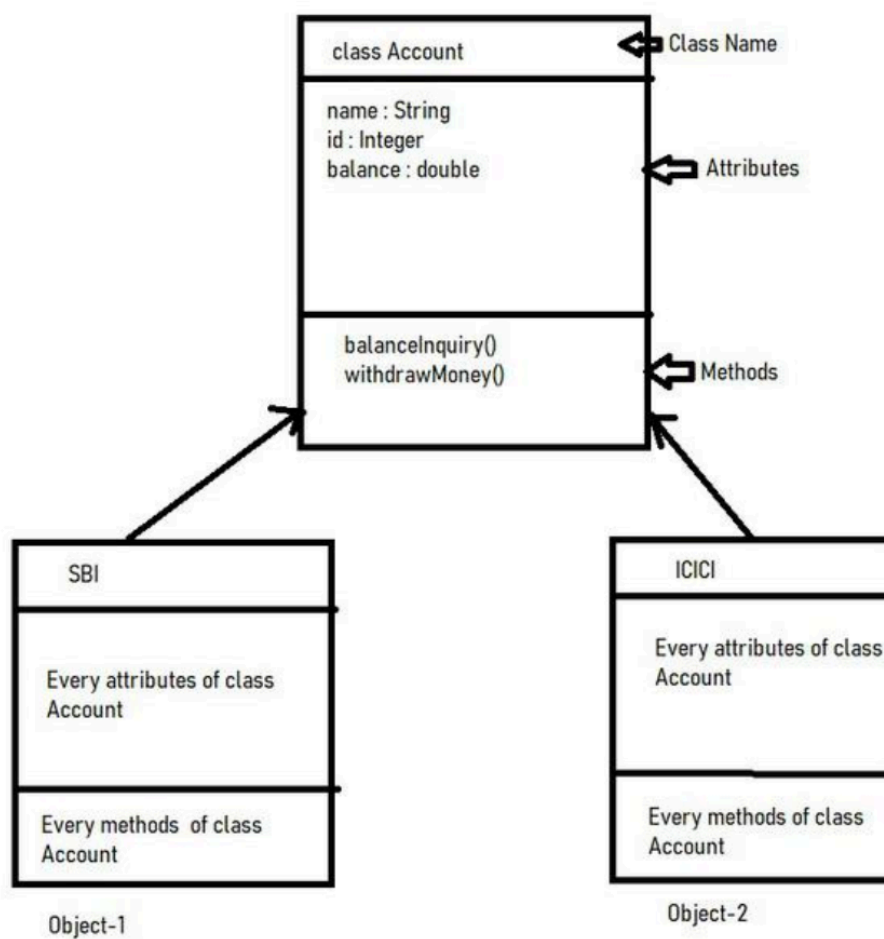 class Account
Class Name
name : String
id : Integer
balance : double
Attributes
balanceInquiry()
withdrawMoney()
Methods
SBI
Every attributes of class
Account
Every methods of class
Account
Object-1
ICICI
Every attributes of class
Account
Every methods of class
Account
Object-2